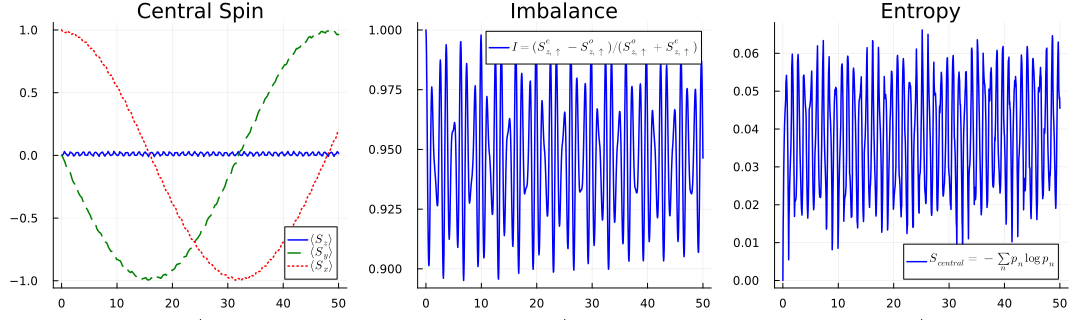 Central Spin
1.0
0.5
0.0
−0.5
−1.0
0 10 20 30 40 50
⟨S_z⟩
⟨S_y⟩
⟨S_x⟩
Imbalance
1.000
0.975
0.950
0.925
0.900
0 10 20 30 40 50
I = (S^e_{z,↑} − S^o_{z,↑})/(S^o_{z,↑} + S^e_{z,↑})
Entropy
0.06
0.05
0.04
0.03
0.02
0.01
0.00
0 10 20 30 40 50
S_{central} = − ∑_n p_n log p_n